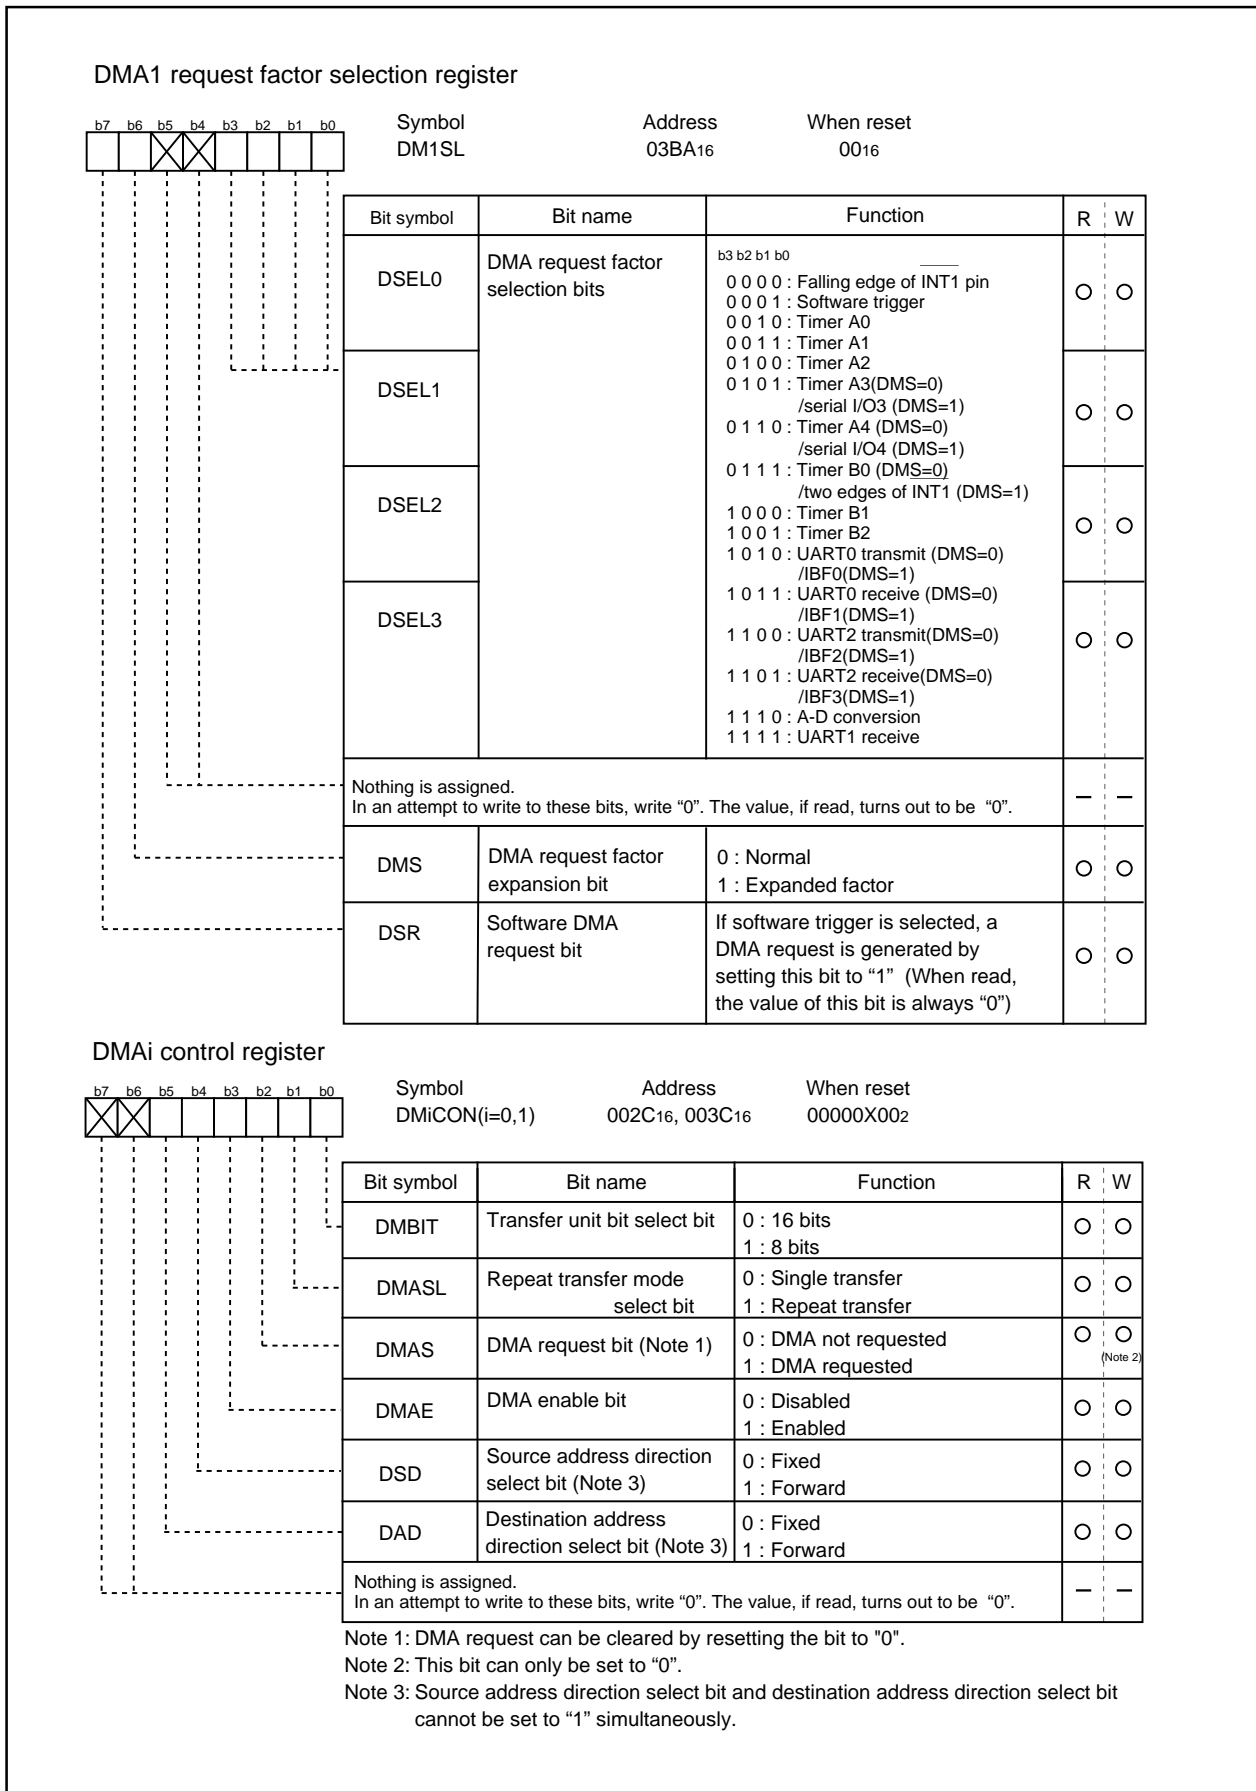 DMA1 request factor selection register
b7 b6 b5 b4 b3 b2 b1 b0
Symbol Address When reset
DM1SL 03BA16 0016
Bit symbol Bit name Function R W
DSEL0 DMA request factor
selection bits
b3 b2 b1 b0
0 0 0 0 : Falling edge of INT1 pin
0 0 0 1 : Software trigger
0 0 1 0 : Timer A0
0 0 1 1 : Timer A1
0 1 0 0 : Timer A2
DSEL1
0 1 0 1 : Timer A3(DMS=0)
/serial I/O3 (DMS=1)
0 1 1 0 : Timer A4 (DMS=0)
/serial I/O4 (DMS=1)
0 1 1 1 : Timer B0 (DMS=0)
/two edges of INT1 (DMS=1)
DSEL2
1 0 0 0 : Timer B1
1 0 0 1 : Timer B2
1 0 1 0 : UART0 transmit (DMS=0)
/IBF0(DMS=1)
1 0 1 1 : UART0 receive (DMS=0)
/IBF1(DMS=1)
DSEL3
1 1 0 0 : UART2 transmit(DMS=0)
/IBF2(DMS=1)
1 1 0 1 : UART2 receive(DMS=0)
/IBF3(DMS=1)
1 1 1 0 : A-D conversion
1 1 1 1 : UART1 receive
Nothing is assigned.
In an attempt to write to these bits, write “0”. The value, if read, turns out to be “0”.
DMS DMA request factor
expansion bit
0 : Normal
1 : Expanded factor
DSR Software DMA
request bit
If software trigger is selected, a
DMA request is generated by
setting this bit to “1” (When read,
the value of this bit is always “0”)
DMAi control register
b7 b6 b5 b4 b3 b2 b1 b0
Symbol Address When reset
DMiCON(i=0,1) 002C16, 003C16 00000X002
Bit symbol Bit name Function R W
DMBIT Transfer unit bit select bit
0 : 16 bits
1 : 8 bits
DMASL Repeat transfer mode
select bit
0 : Single transfer
1 : Repeat transfer
DMAS DMA request bit (Note 1)
0 : DMA not requested
1 : DMA requested
(Note 2)
DMAE DMA enable bit
0 : Disabled
1 : Enabled
DSD Source address direction
select bit (Note 3)
0 : Fixed
1 : Forward
DAD Destination address
direction select bit (Note 3)
0 : Fixed
1 : Forward
Nothing is assigned.
In an attempt to write to these bits, write “0”. The value, if read, turns out to be “0”.
Note 1: DMA request can be cleared by resetting the bit to "0".
Note 2: This bit can only be set to “0”.
Note 3: Source address direction select bit and destination address direction select bit
cannot be set to “1” simultaneously.